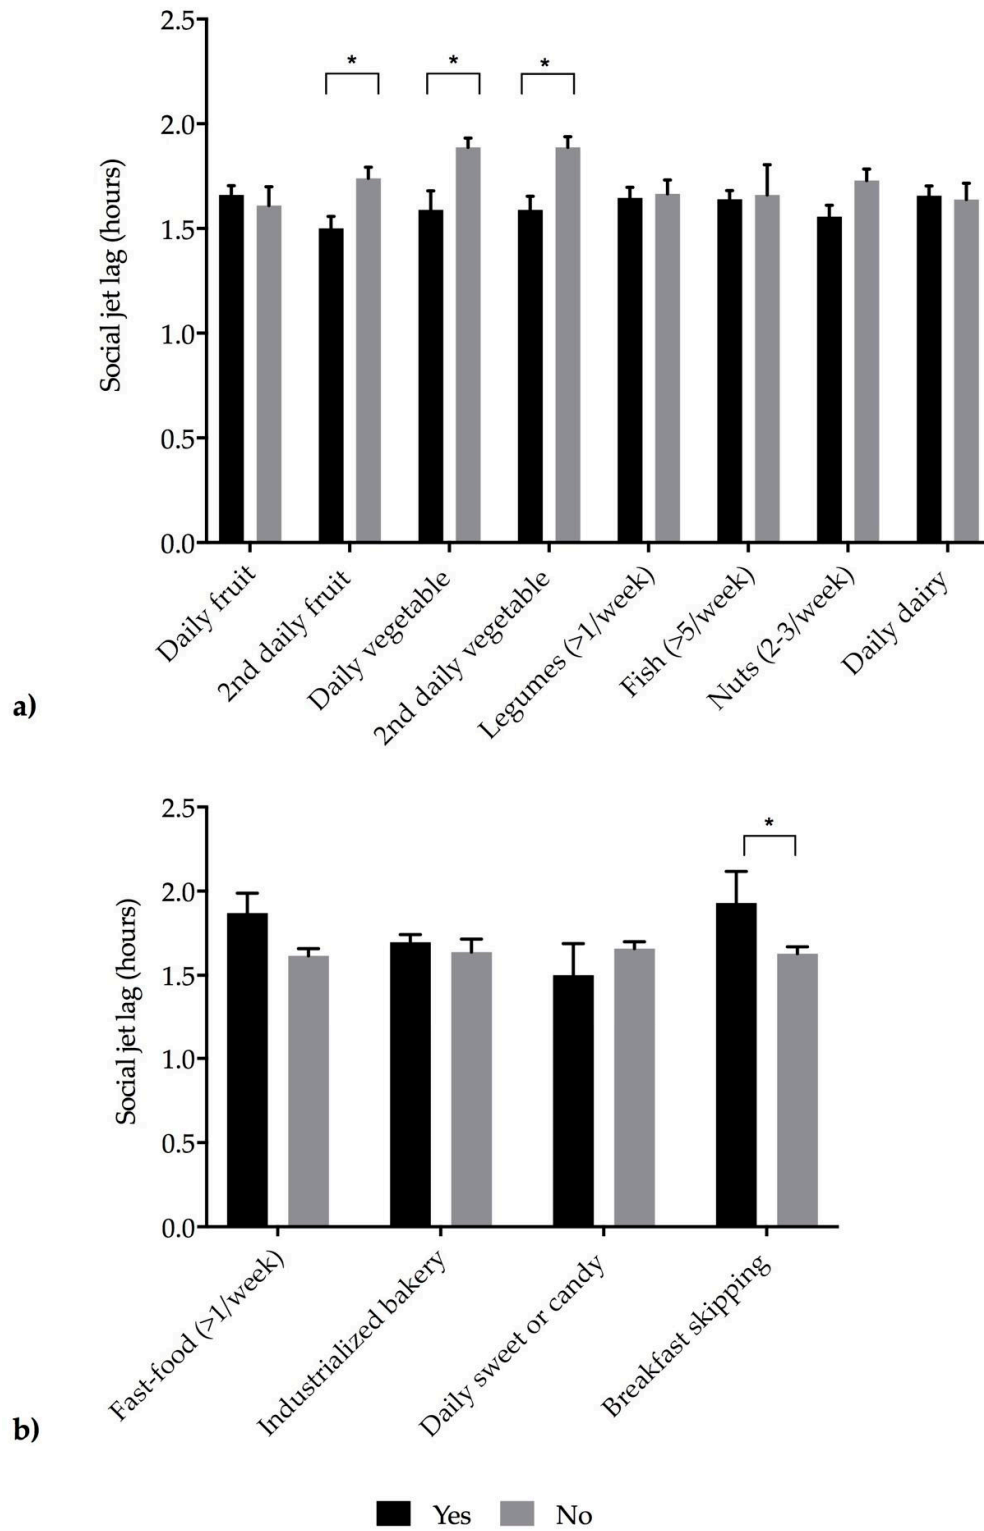 2.5
* * *
2.0
1.5
1.0
0.5
0.0
Social jet lag (hours)
Daily fruit
2nd daily fruit
Daily vegetable
2nd daily vegetable
Legumes (>1/week)
Fish (>5/week)
Nuts (2-3/week)
Daily dairy
a)
2.5
*
2.0
1.5
1.0
0.5
0.0
Social jet lag (hours)
Fast-food (>1/week)
Industrialized bakery
Daily sweet or candy
Breakfast skipping
b)
Yes No